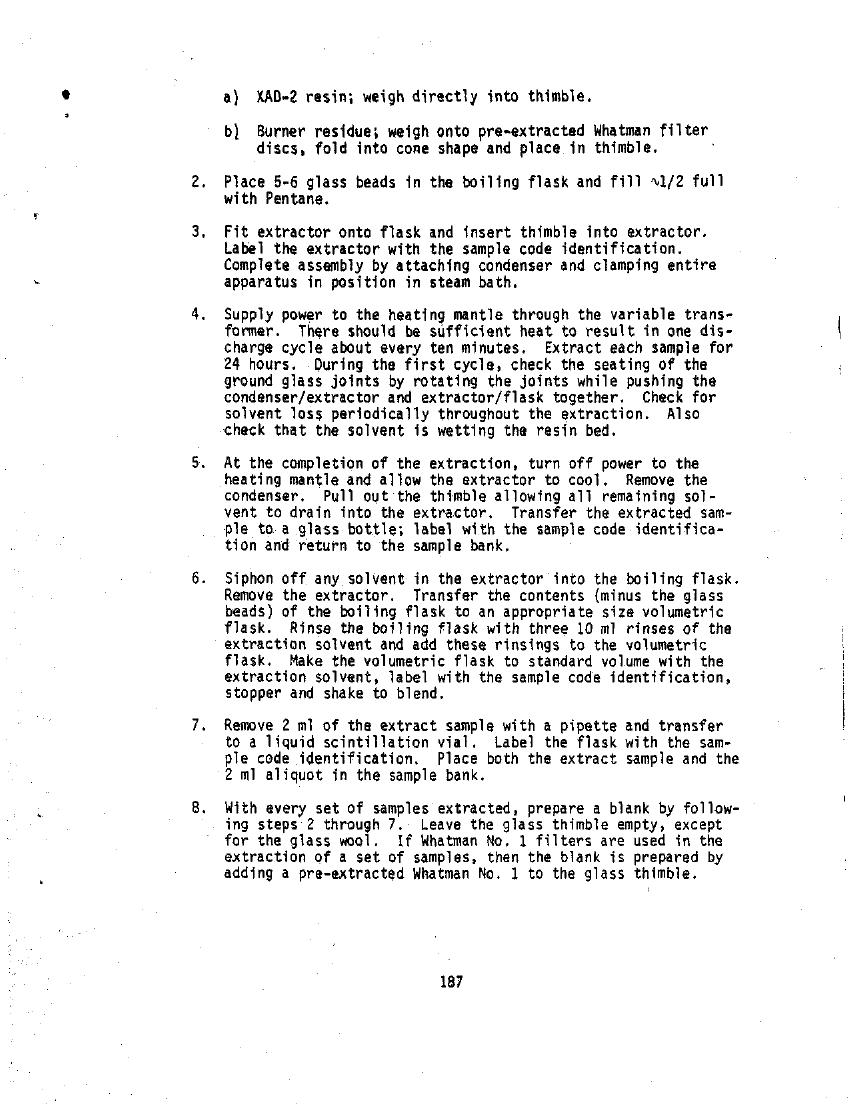 a) XAD-2 resin; weigh directly into thimble.
b) Burner residue; weigh onto pre-extracted Whatman filter
discs, fold into cone shape and place in thimble.
2. Place 5-6 glass beads in the boiling flask and fill ∿1/2 full
with Pentane.
3. Fit extractor onto flask and insert thimble into extractor.
Label the extractor with the sample code identification.
Complete assembly by attaching condenser and clamping entire
apparatus in position in steam bath.
4. Supply power to the heating mantle through the variable trans-
former. There should be sufficient heat to result in one dis-
charge cycle about every ten minutes. Extract each sample for
24 hours. During the first cycle, check the seating of the
ground glass joints by rotating the joints while pushing the
condenser/extractor and extractor/flask together. Check for
solvent loss periodically throughout the extraction. Also
check that the solvent is wetting the resin bed.
5. At the completion of the extraction, turn off power to the
heating mantle and allow the extractor to cool. Remove the
condenser. Pull out the thimble allowing all remaining sol-
vent to drain into the extractor. Transfer the extracted sam-
ple to a glass bottle; label with the sample code identifica-
tion and return to the sample bank.
6. Siphon off any solvent in the extractor into the boiling flask.
Remove the extractor. Transfer the contents (minus the glass
beads) of the boiling flask to an appropriate size volumetric
flask. Rinse the boiling flask with three 10 ml rinses of the
extraction solvent and add these rinsings to the volumetric
flask. Make the volumetric flask to standard volume with the
extraction solvent, label with the sample code identification,
stopper and shake to blend.
7. Remove 2 ml of the extract sample with a pipette and transfer
to a liquid scintillation vial. Label the flask with the sam-
ple code identification. Place both the extract sample and the
2 ml aliquot in the sample bank.
8. With every set of samples extracted, prepare a blank by follow-
ing steps 2 through 7. Leave the glass thimble empty, except
for the glass wool. If Whatman No. 1 filters are used in the
extraction of a set of samples, then the blank is prepared by
adding a pre-extracted Whatman No. 1 to the glass thimble.
187